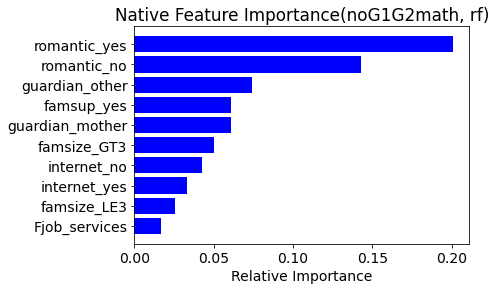 Native Feature Importance(noG1G2math, rf)
romantic_yes
romantic_no
guardian_other
famsup_yes
guardian_mother
famsize_GT3
internet_no
internet_yes
famsize_LE3
Fjob_services
0.00 0.05 0.10 0.15 0.20
Relative Importance